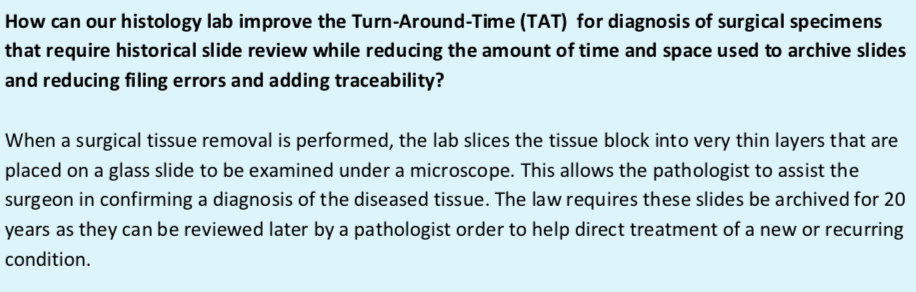 How can our histology lab improve the Turn-Around-Time (TAT) for diagnosis of surgical specimens
that require historical slide review while reducing the amount of time and space used to archive slides
and reducing filing errors and adding traceability?
When a surgical tissue removal is performed, the lab slices the tissue block into very thin layers that are
placed on a glass slide to be examined under a microscope. This allows the pathologist to assist the
surgeon in confirming a diagnosis of the diseased tissue. The law requires these slides be archived for 20
years as they can be reviewed later by a pathologist order to help direct treatment of a new or recurring
condition.